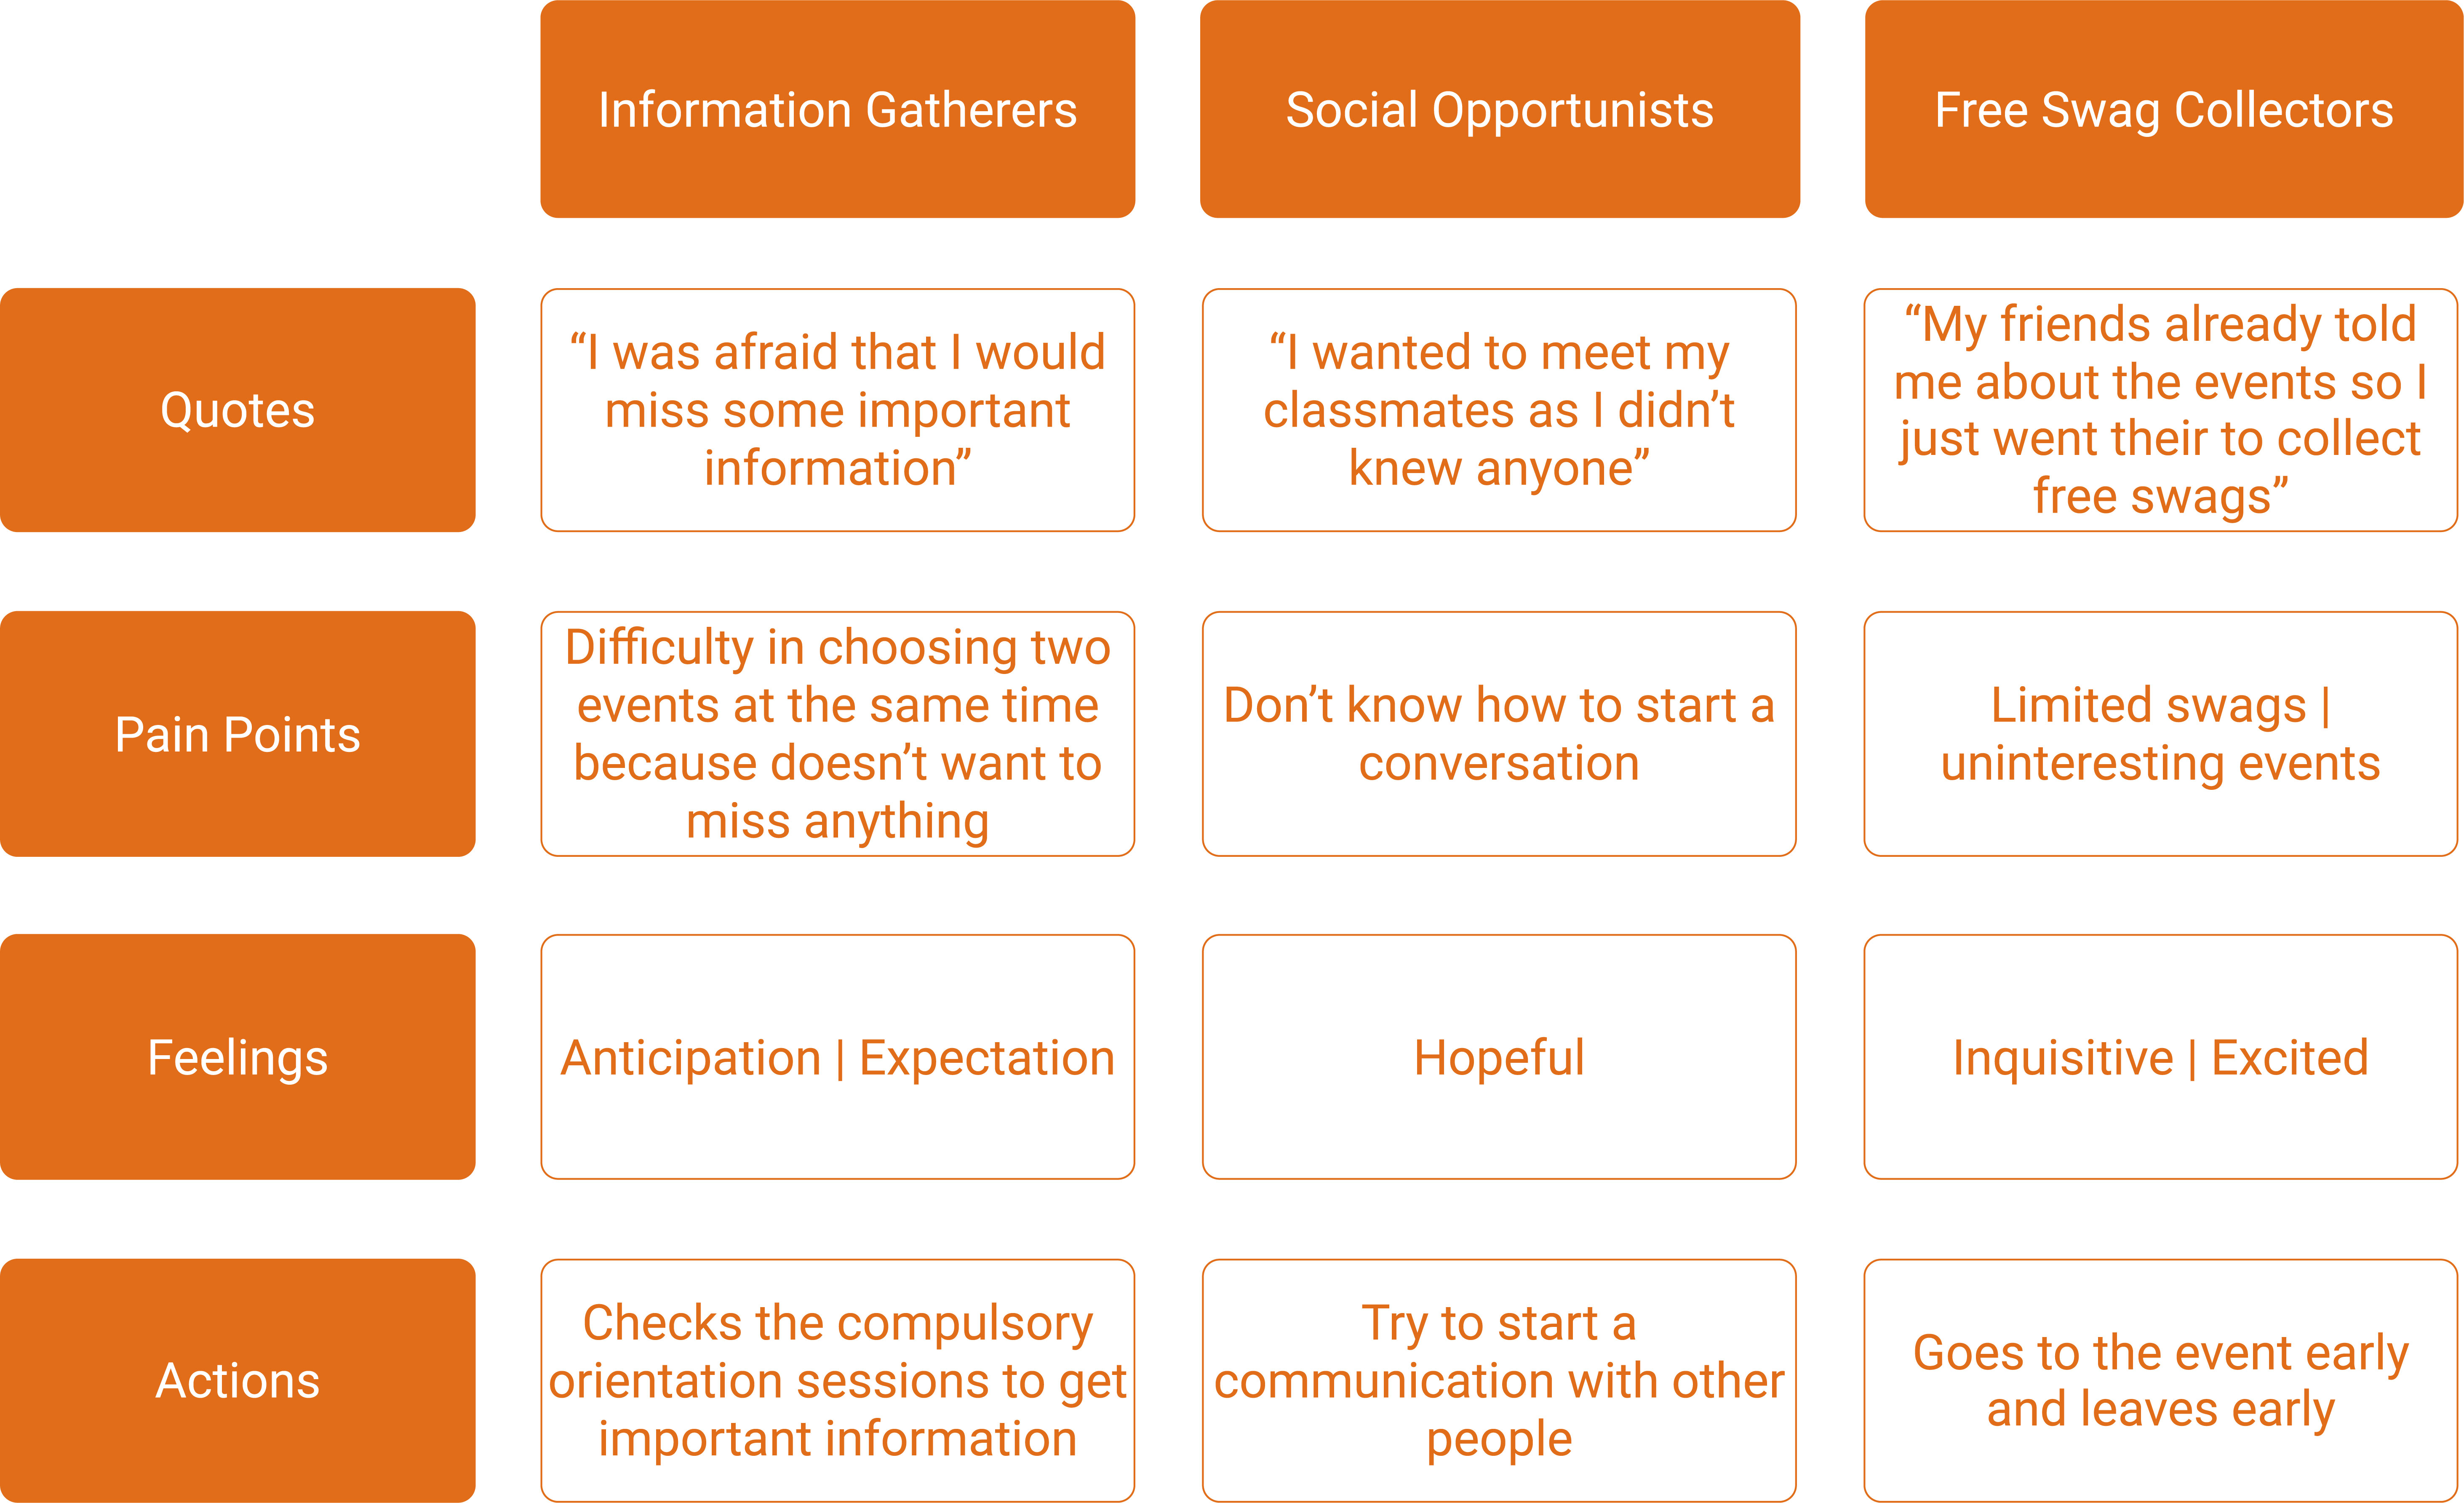 Information Gatherers
Social Opportunists
Free Swag Collectors
Quotes
“I was afraid that I would
miss some important
information”
“I wanted to meet my
classmates as I didn’t
knew anyone”
“My friends already told
me about the events so I
just went their to collect
free swags”
Pain Points
Difficulty in choosing two
events at the same time
because doesn’t want to
miss anything
Don’t know how to start a
conversation
Limited swags |
uninteresting events
Feelings
Anticipation | Expectation
Hopeful
Inquisitive | Excited
Actions
Checks the compulsory
orientation sessions to get
important information
Try to start a
communication with other
people
Goes to the event early
and leaves early